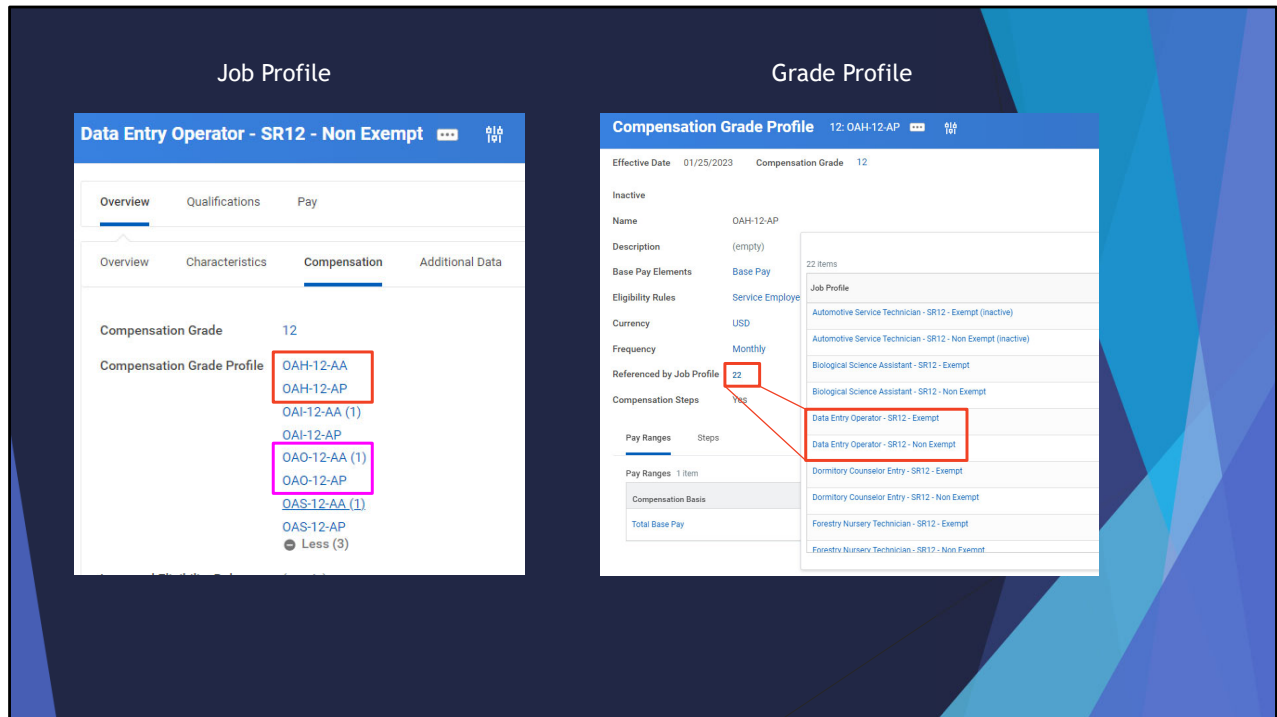 Job Profile
Data Entry Operator - SR12 - Non Exempt
Overview Qualifications Pay
Overview Characteristics Compensation Additional Data
Compensation Grade 12
Compensation Grade Profile OAH-12-AA
OAH-12-AP
OAI-12-AA (1)
OAI-12-AP
OAO-12-AA (1)
OAO-12-AP
OAS-12-AA (1)
OAS-12-AP
Less (3)
Grade Profile
Compensation Grade Profile 12: OAH-12-AP
Effective Date 01/25/2023 Compensation Grade 12
Inactive
Name OAH-12-AP
Description (empty)
Base Pay Elements Base Pay
Eligibility Rules Service Employe
Currency USD
Frequency Monthly
Referenced by Job Profile 22
Compensation Steps Yes
Pay Ranges Steps
Pay Ranges 1 item
Compensation Basis
Total Base Pay
22 items
Job Profile
Automotive Service Technician - SR12 - Exempt (inactive)
Automotive Service Technician - SR12 - Non Exempt (inactive)
Biological Science Assistant - SR12 - Exempt
Biological Science Assistant - SR12 - Non Exempt
Data Entry Operator - SR12 - Exempt
Data Entry Operator - SR12 - Non Exempt
Dormitory Counselor Entry - SR12 - Exempt
Dormitory Counselor Entry - SR12 - Non Exempt
Forestry Nursery Technician - SR12 - Exempt
Forestry Nursery Technician - SR12 - Non Exempt